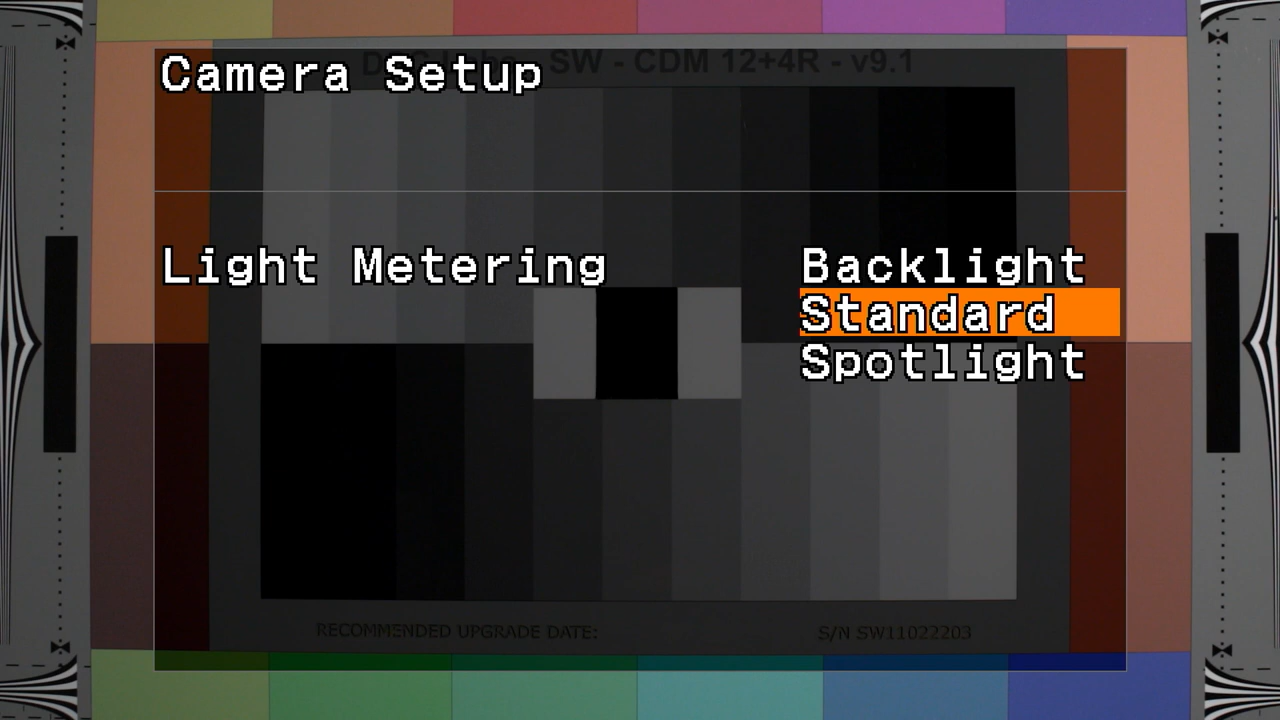 Camera Setup
SW - CDM 12+4R - v9.1
Light Metering
Backlight
Standard
Spotlight
RECOMMENDED UPGRADE DATE:
S/N SW11022203